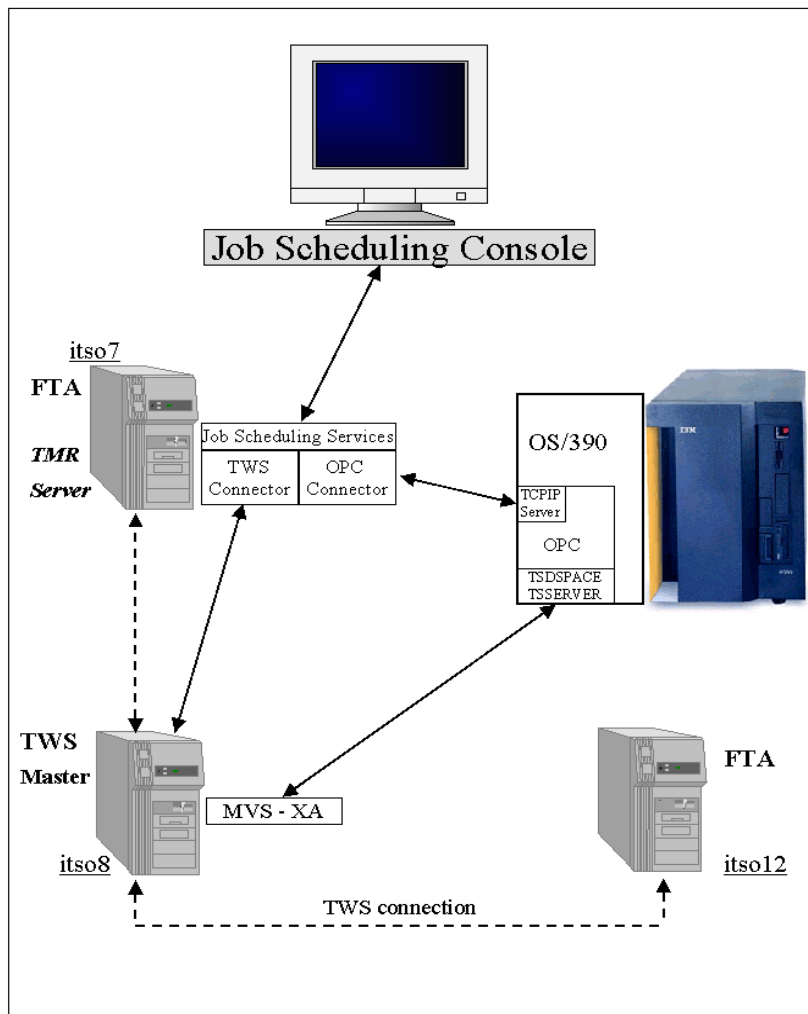 Job Scheduling Console
itso7
FTA
TMR
Server
Job Scheduling Services
TWS
Connector
OPC
Connector
OS/390
TCPIP
Server
OPC
TSDSPACE
TSSERVER
IBM
TWS
Master
itso8
MVS - XA
FTA
itso12
TWS connection